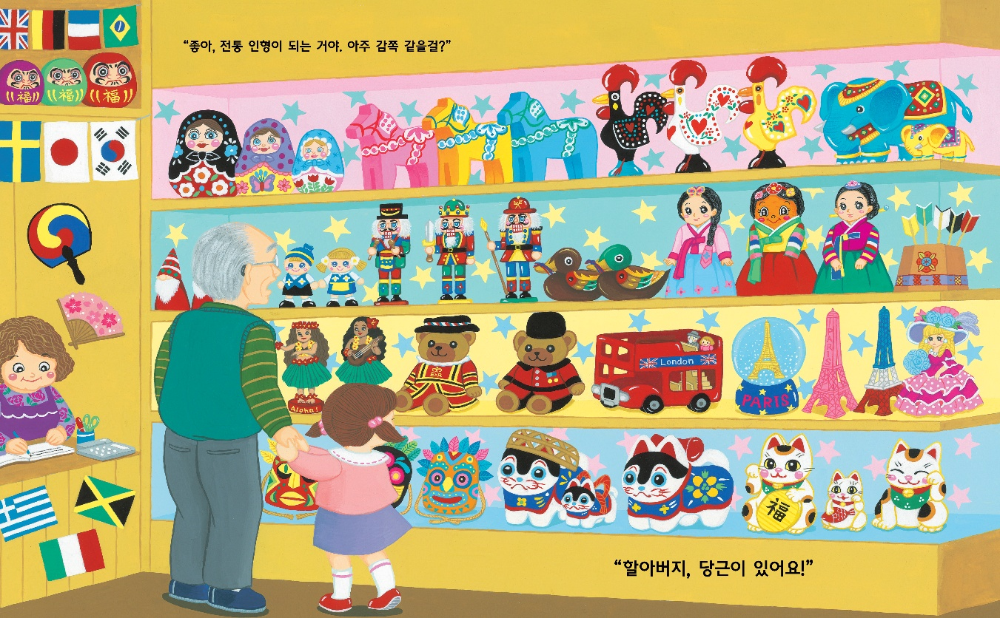 “좋아, 전통 인형이 되는 거야. 아주 감쪽 같을걸?”
福
福
福
London
Aloha!
PARIS
PARIS
福
“할아버지, 당근이 있어요!”